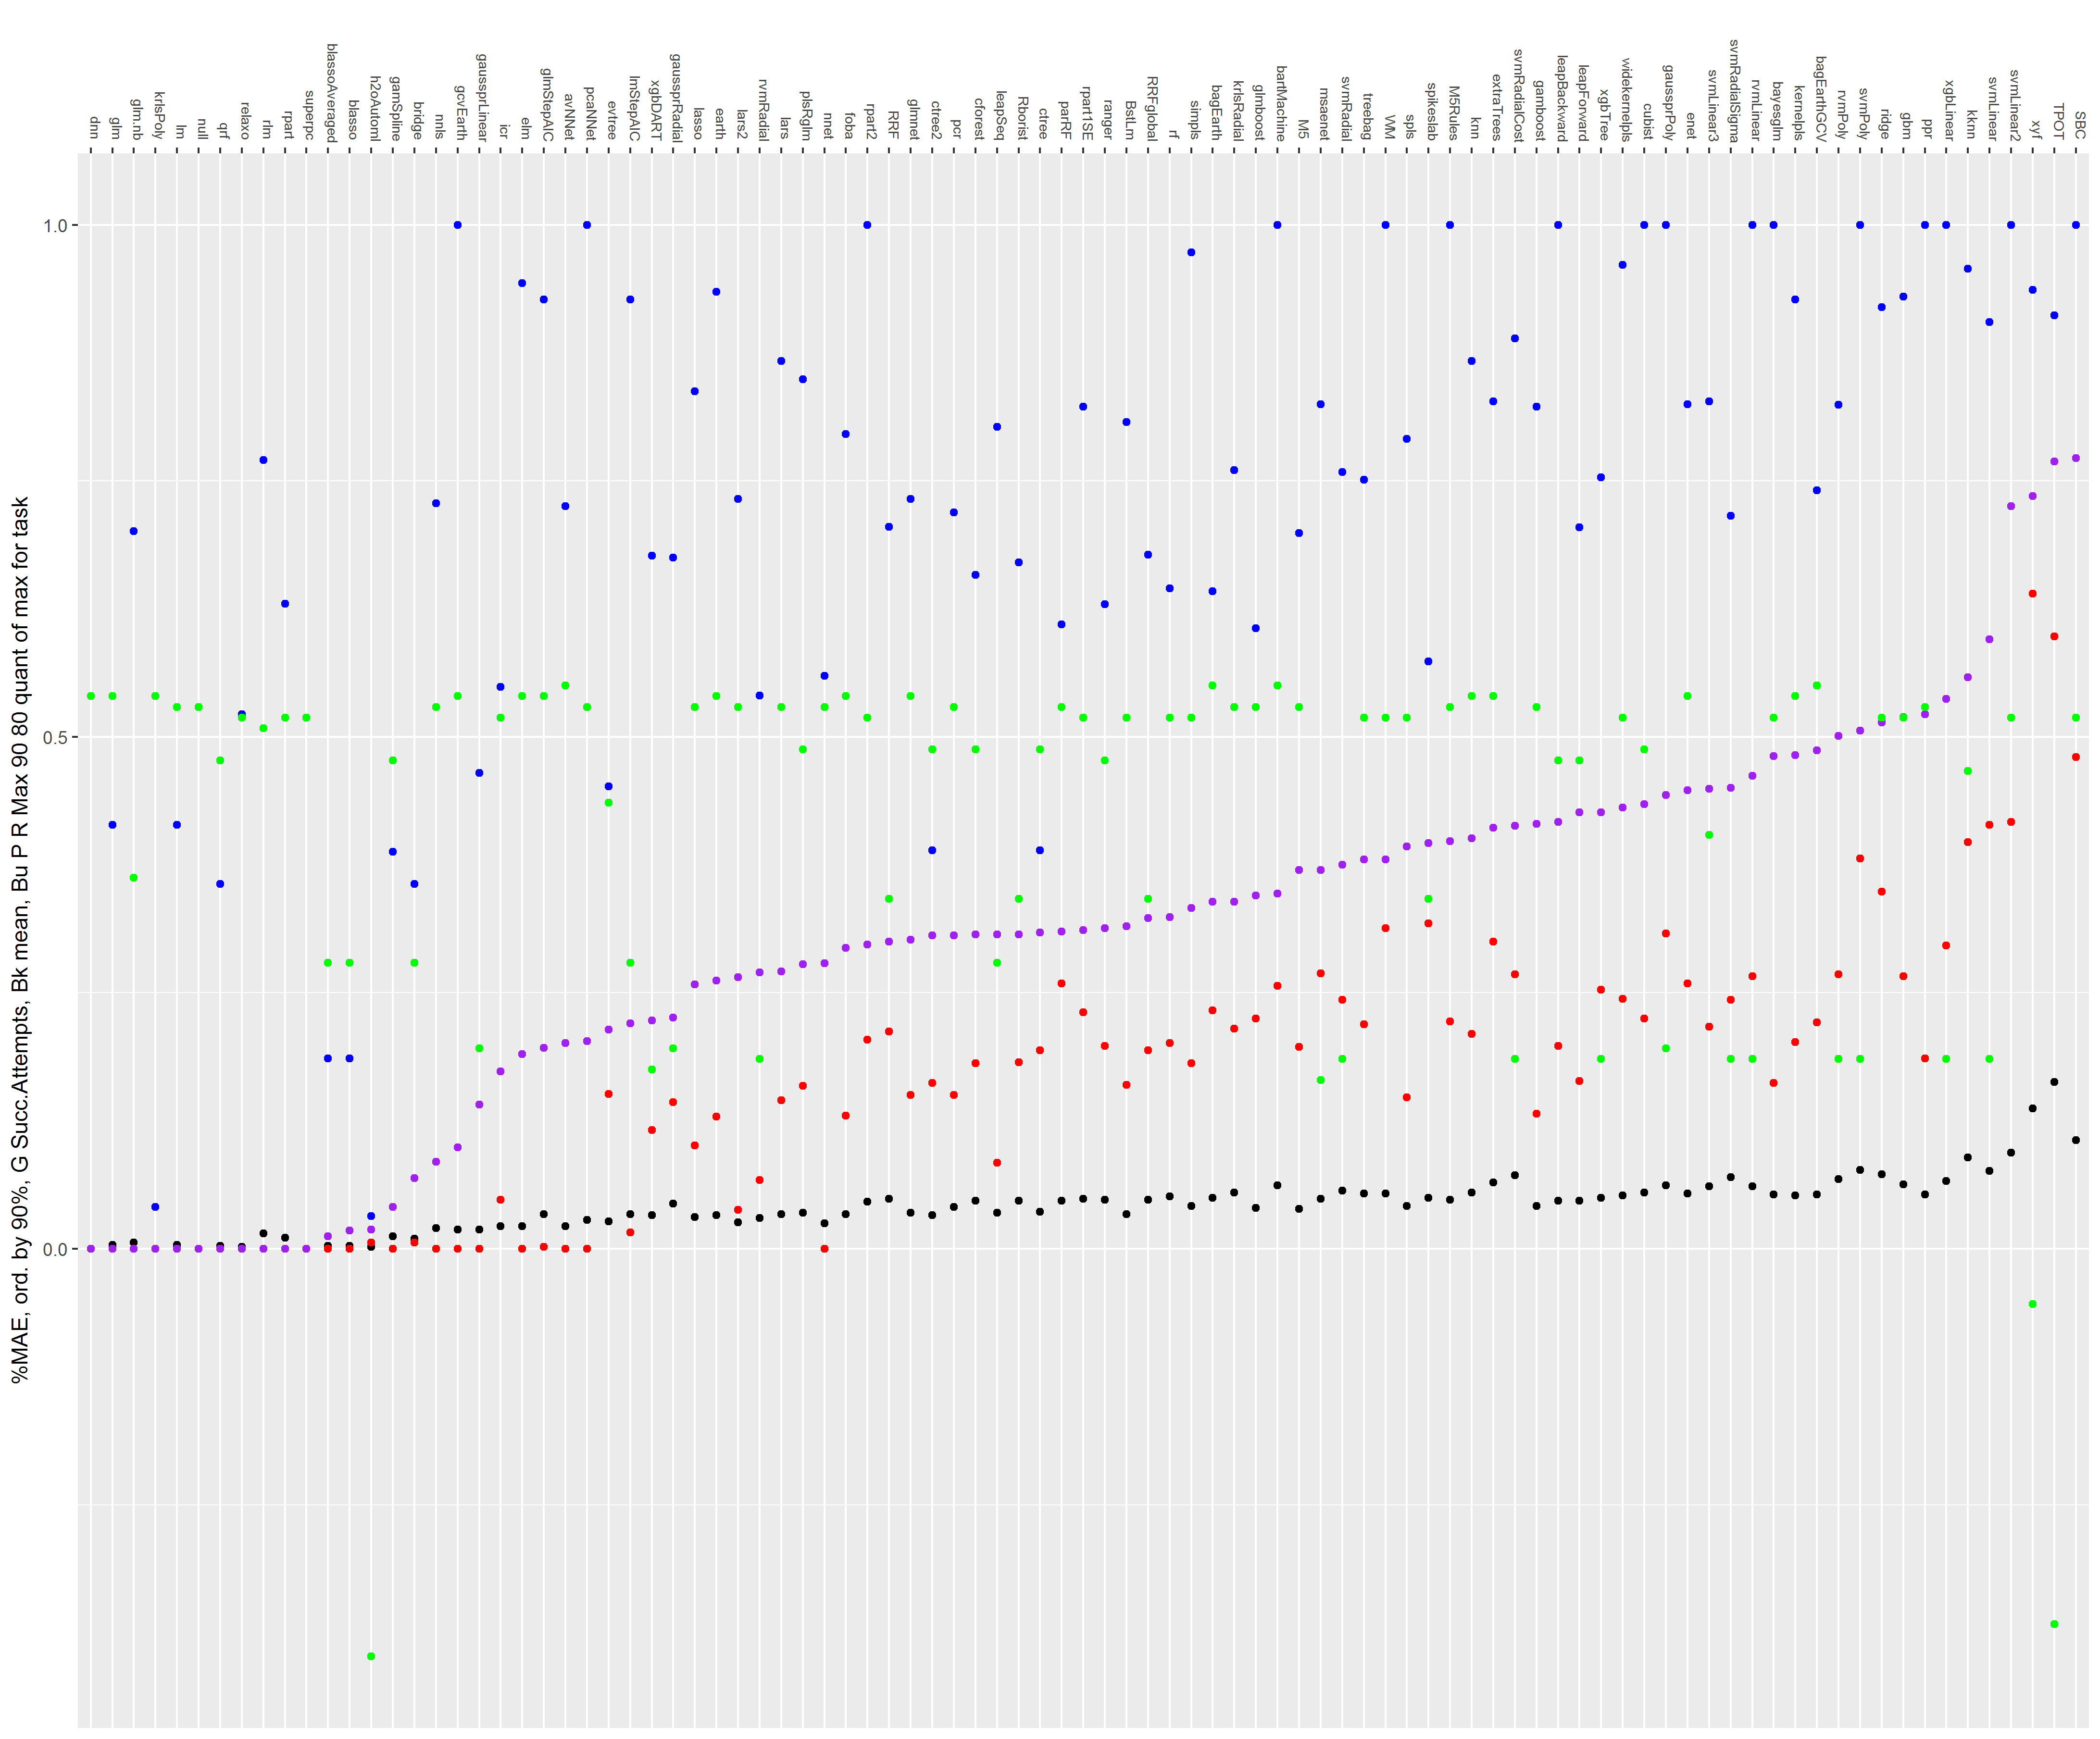 dnn
glm
glm.nb
krlsPoly
lm
null
qrf
relaxo
rlm
rpart
superpc
blassoAveraged
blasso
h2oAutoml
gamSpline
bridge
nnls
gcvEarth
gaussprLinear
icr
elm
glmStepAIC
avNNet
pcaNNet
evtree
lmStepAIC
xgbDART
gaussprRadial
lasso
earth
lars2
rvmRadial
lars
plsRglm
nnet
foba
rpart2
RRF
glmnet
ctree2
pcr
cforest
leapSeq
Rborist
ctree
parRF
rpart1SE
ranger
BstLm
RRFglobal
rf
simpls
bagEarth
krlsRadial
glmboost
bartMachine
M5
msaenet
svmRadial
treebag
WM
spls
spikeslab
M5Rules
knn
extraTrees
svmRadialCost
gamboost
leapBackward
leapForward
xgbTree
widekernelpls
cubist
gaussprPoly
enet
svmLinear3
svmRadialSigma
rvmLinear
bayesglm
kernelpls
bagEarthGCV
rvmPoly
svmPoly
ridge
gbm
ppr
xgbLinear
kknn
svmLinear
svmLinear2
xyf
TPOT
SBC
1.0
0.5
0.0
%MAE, ord. by 90%, G Succ.Attempts, Bk mean, Bu P R Max 90 80 quant of max for task